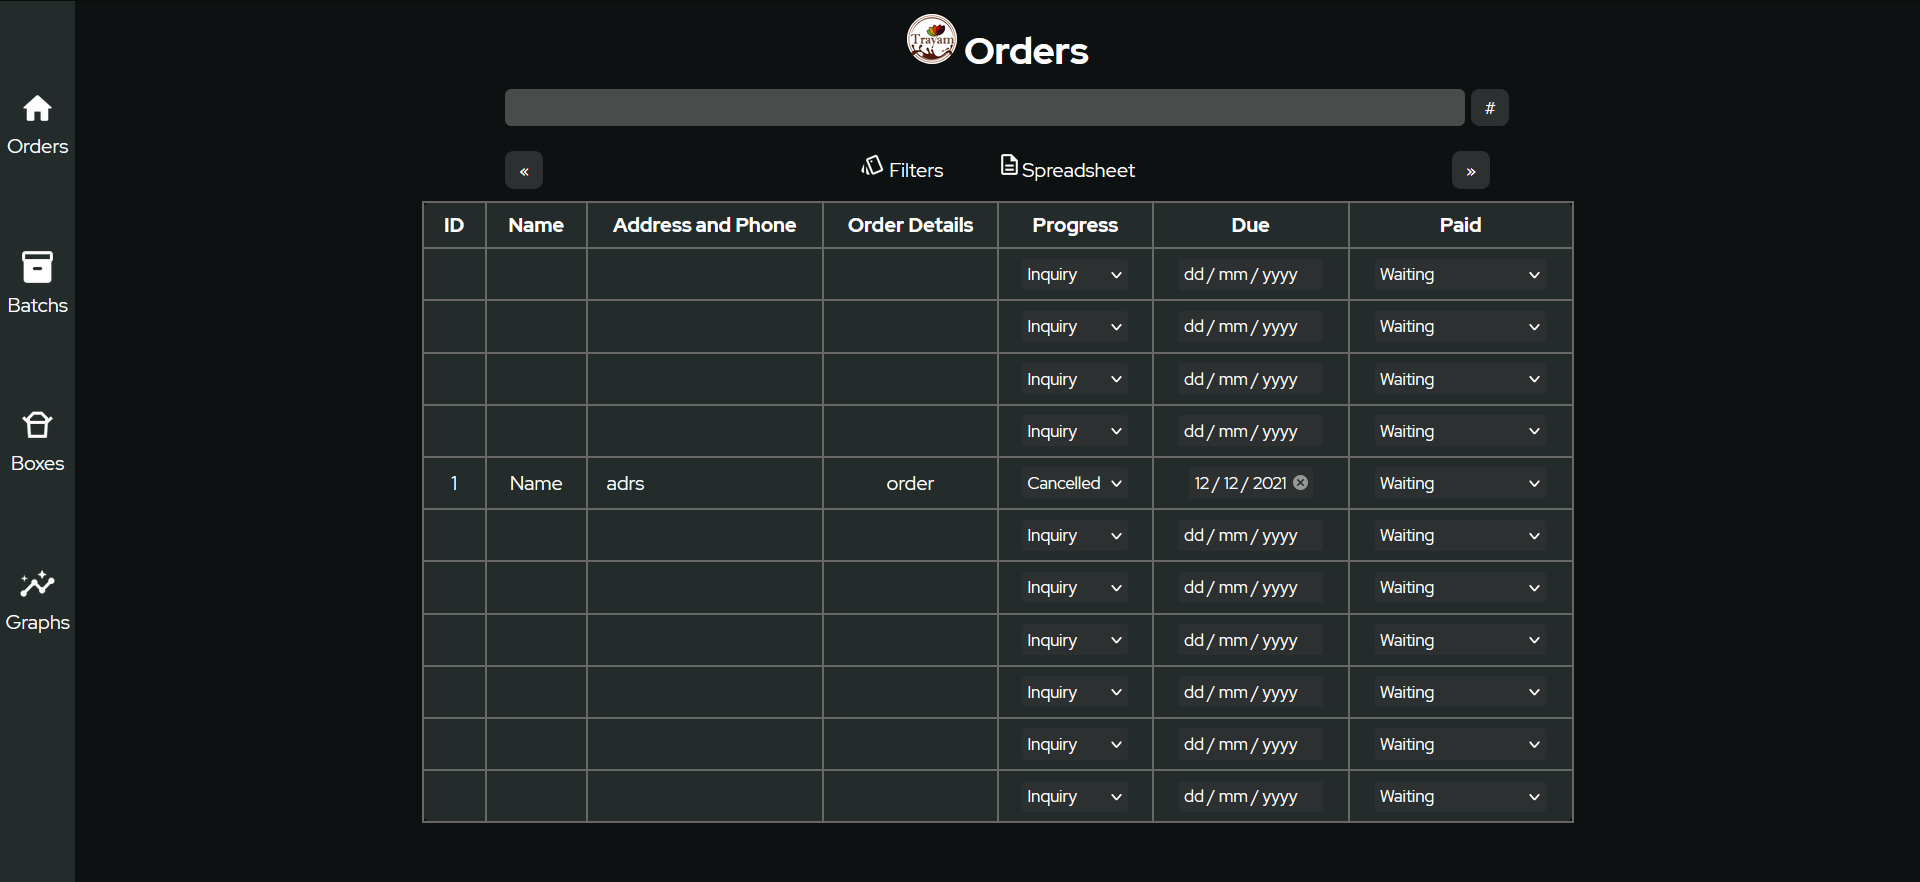 Trayam Orders
#
« Filters Spreadsheet »
ID Name Address and Phone Order Details Progress Due Paid
Inquiry dd / mm / yyyy Waiting
Inquiry dd / mm / yyyy Waiting
Inquiry dd / mm / yyyy Waiting
Inquiry dd / mm / yyyy Waiting
1 Name adrs order Cancelled 12 / 12 / 2021 Waiting
Inquiry dd / mm / yyyy Waiting
Inquiry dd / mm / yyyy Waiting
Inquiry dd / mm / yyyy Waiting
Inquiry dd / mm / yyyy Waiting
Inquiry dd / mm / yyyy Waiting
Inquiry dd / mm / yyyy Waiting
Orders
Batchs
Boxes
Graphs